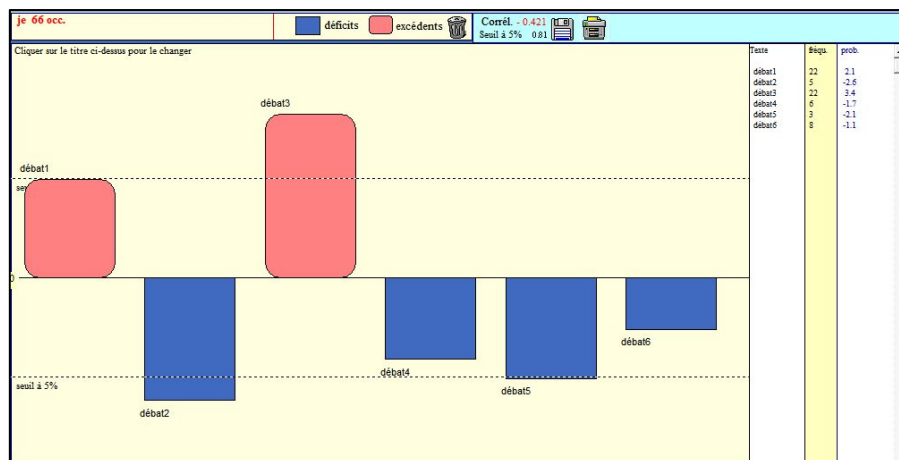 je 66 occ.
déficits
excédents
Corrél. - 0.421
Seuil à 5% 0.81
Cliquer sur le titre ci-dessus pour le changer
Texte fréqu. prob.
débat1 22 2.1
débat2 5 -2.6
débat3 22 3.4
débat4 6 -1.7
débat5 3 -2.1
débat6 8 -1.1
débat3
débat1
0
débat6
débat4
seuil à 5%
débat5
débat2